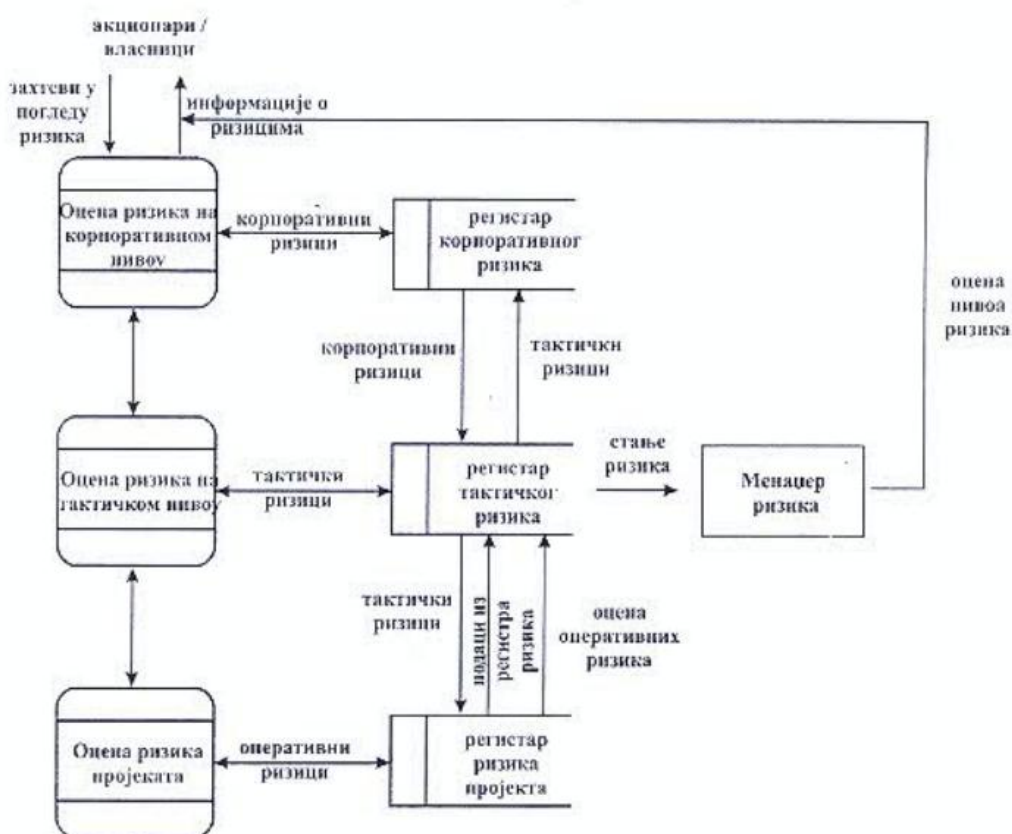 акционари /
власници
захтеви у
погледу
ризика
информације о
ризицима
Оцена ризика на
корпоративном
нивоу
корпоративни
ризици
регистар
корпоративног
ризика
оцена
нивоа
ризика
корпоративни
ризици
тактички
ризици
Оцена ризика на
тактичком нивоу
тактички
ризици
регистар
тактичког
ризика
стање
ризика
Менаџер
ризика
тактички
ризици
подаци из
регистра
ризика
оцена
оперативних
ризика
Оцена ризика
пројеката
оперативни
ризици
регистар
ризика
пројекта